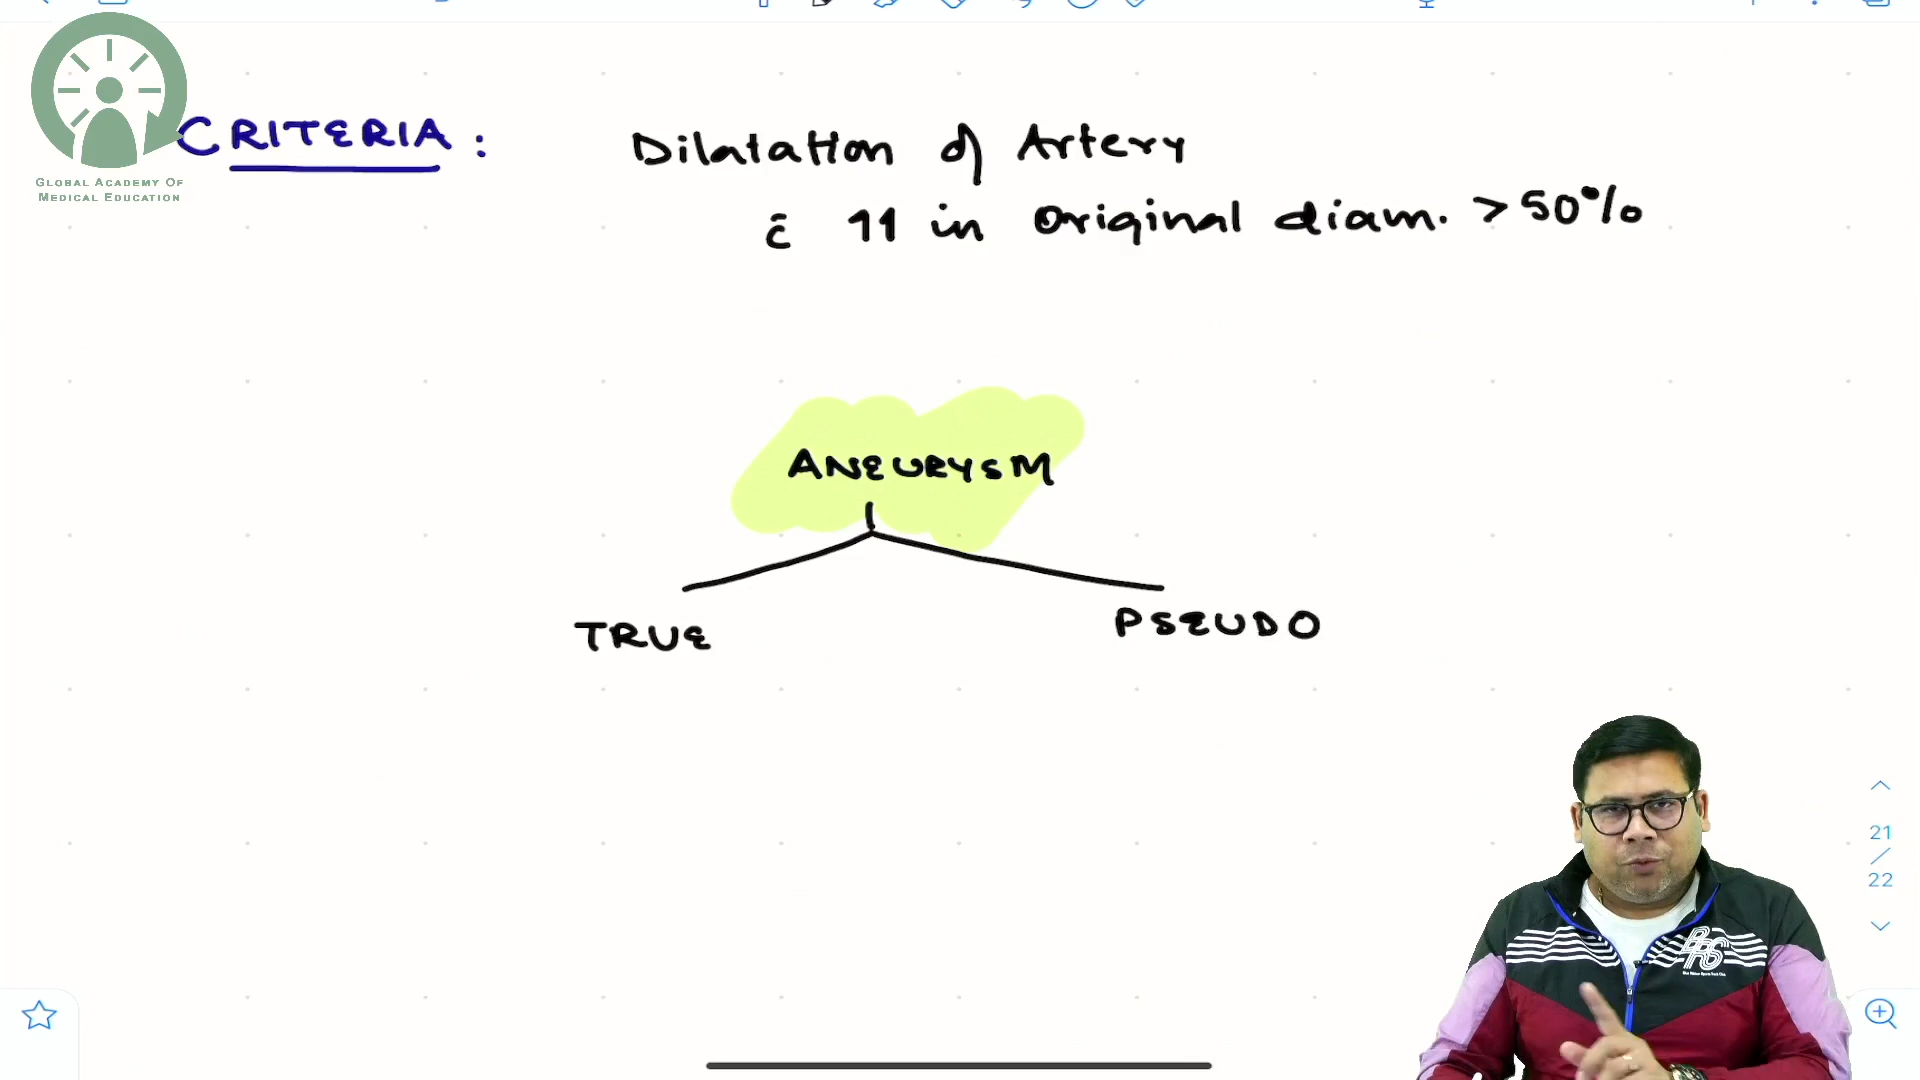 CRITERIA :
Dilatation of Artery
c̄ ↑↑ in original diam. >50%
ANEURYSM
TRUE
PSEUDO
GLOBAL ACADEMY OF
MEDICAL EDUCATION
21
/
22